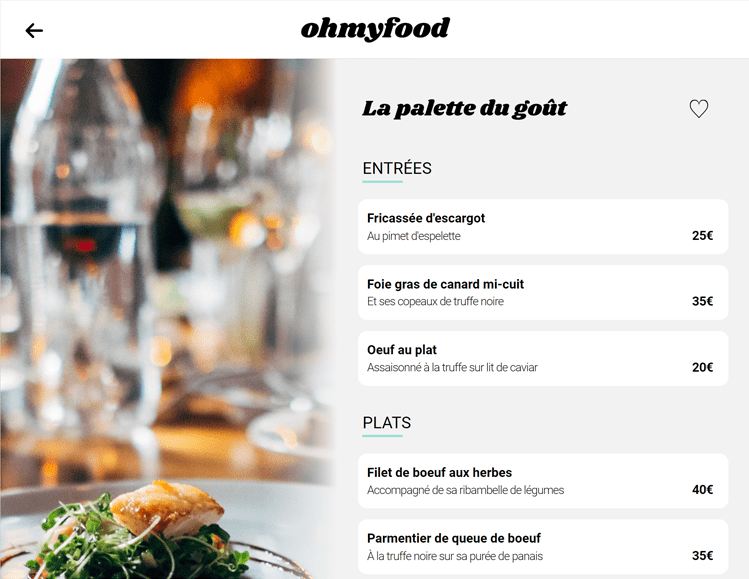 ohmyfood
La palette du goût
ENTRÉES
Fricassée d'escargot
Au pimet d'espelette
25€
Foie gras de canard mi-cuit
Et ses copeaux de truffe noire
35€
Oeuf au plat
Assaisonné à la truffe sur lit de caviar
20€
PLATS
Filet de boeuf aux herbes
Accompagné de sa ribambelle de légumes
40€
Parmentier de queue de boeuf
À la truffe noire sur sa purée de panais
35€